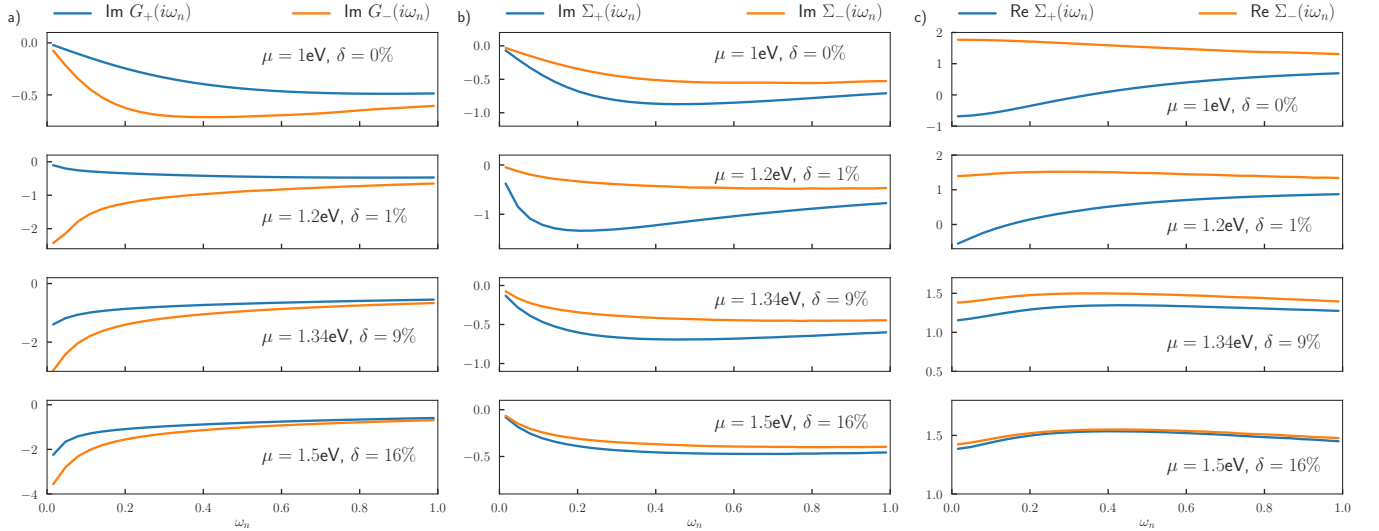 a)
Im G₊(iωₙ) Im G₋(iωₙ)
0.0
−0.5
μ = 1eV, δ = 0%
0
−1
−2
μ = 1.2eV, δ = 1%
0
−2
μ = 1.34eV, δ = 9%
0
−2
−4
μ = 1.5eV, δ = 16%
0.0 0.2 0.4 0.6 0.8 1.0
ωₙ
b)
Im Σ₊(iωₙ) Im Σ₋(iωₙ)
0.0
−0.5
−1.0
μ = 1eV, δ = 0%
0
−1
μ = 1.2eV, δ = 1%
0.0
−0.5
−1.0
μ = 1.34eV, δ = 9%
0.0
−0.5
μ = 1.5eV, δ = 16%
0.0 0.2 0.4 0.6 0.8 1.0
ωₙ
c)
Re Σ₊(iωₙ) Re Σ₋(iωₙ)
2
1
0
−1
μ = 1eV, δ = 0%
2
1
0
μ = 1.2eV, δ = 1%
1.5
1.0
0.5
μ = 1.34eV, δ = 9%
1.5
1.0
μ = 1.5eV, δ = 16%
0.0 0.2 0.4 0.6 0.8 1.0
ωₙ